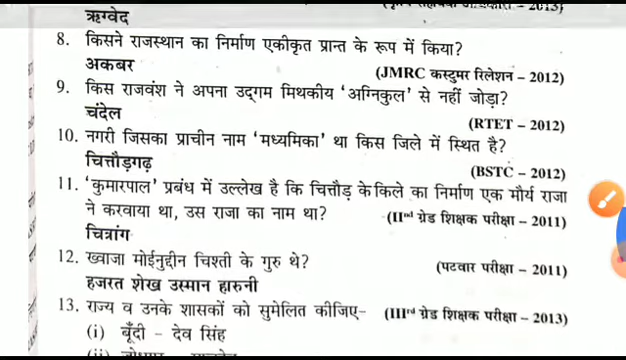 ऋग्वेद
8. किसने राजस्थान का निर्माण एकीकृत प्रान्त के रूप में किया?
अकबर (JMRC कस्टुमर रिलेशन – 2012)
9. किस राजवंश ने अपना उद्गम मिथकीय ‘अग्निकुल’ से नहीं जोड़ा?
चंदेल (RTET – 2012)
10. नगरी जिसका प्राचीन नाम ‘मध्यमिका’ था किस जिले में स्थित है?
चित्तौड़गढ़ (BSTC – 2012)
11. ‘कुमारपाल’ प्रबंध में उल्लेख है कि चित्तौड़ के किले का निर्माण एक मौर्य राजा
ने करवाया था, उस राजा का नाम था? (IInd ग्रेड शिक्षक परीक्षा – 2011)
चित्रांग
12. ख्वाजा मोईनुद्दीन चिश्ती के गुरु थे? (पटवार परीक्षा – 2011)
हजरत शेख उस्मान हारुनी
13. राज्य व उनके शासकों को सुमेलित कीजिए– (IIIrd ग्रेड शिक्षक परीक्षा – 2013)
(i) बूँदी – देव सिंह